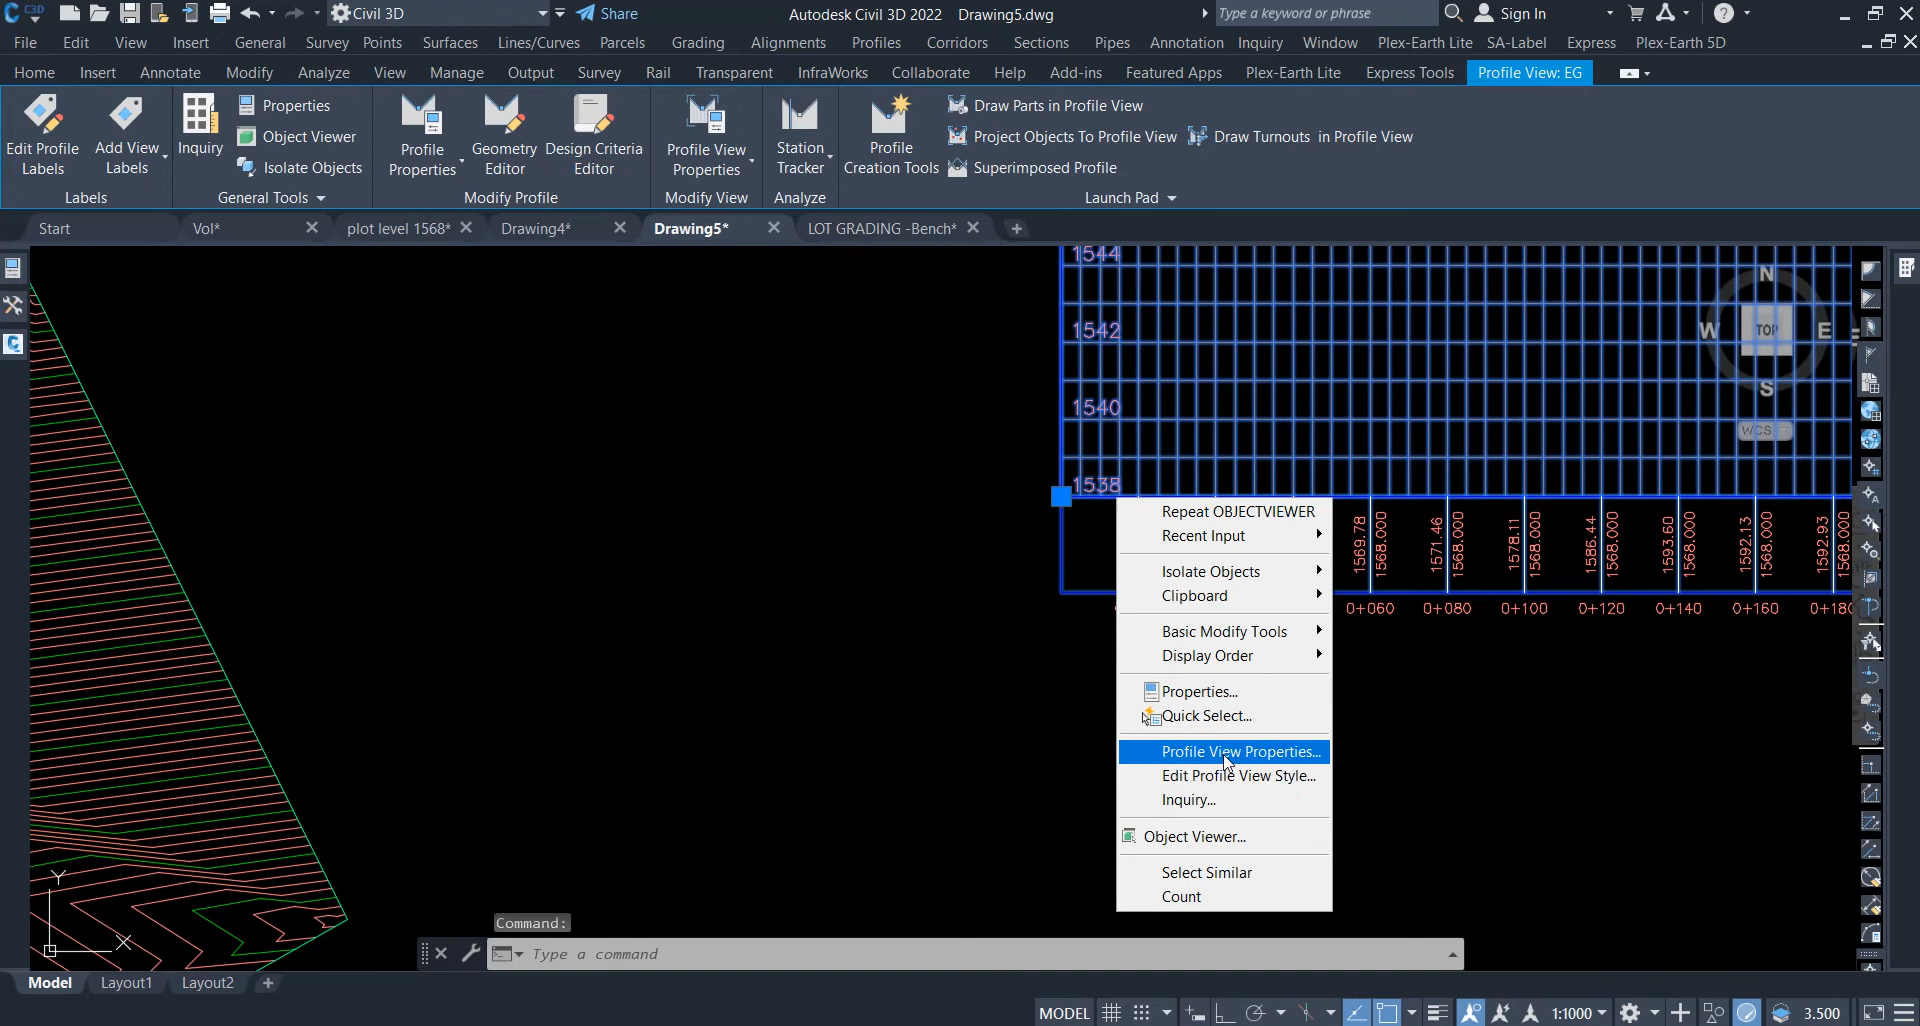 C3D Civil 3D Share Autodesk Civil 3D 2022 Drawing5.dwg Type a keyword or phrase Sign In
File Edit View Insert General Survey Points Surfaces Lines/Curves Parcels Grading Alignments Profiles Corridors Sections Pipes Annotation Inquiry Window Plex-Earth Lite SA-Label Express Plex-Earth 5D
Home Insert Annotate Modify Analyze View Manage Output Survey Rail Transparent InfraWorks Collaborate Help Add-ins Featured Apps Plex-Earth Lite Express Tools Profile View: EG
Edit Profile
Labels
Add View
Labels
Inquiry
Properties
Object Viewer
Isolate Objects
Profile
Properties
Geometry
Editor
Design Criteria
Editor
Profile View
Properties
Station
Tracker
Profile
Creation Tools
Draw Parts in Profile View
Project Objects To Profile View
Superimposed Profile
Draw Turnouts in Profile View
Labels General Tools Modify Profile Modify View Analyze Launch Pad
Start Vol* plot level 1568* Drawing4* Drawing5* LOT GRADING -Bench*
1544
1542
1540
1538
N
W TOP E
S
WCS
Repeat OBJECTVIEWER
Recent Input
Isolate Objects
Clipboard
Basic Modify Tools
Display Order
Properties...
Quick Select...
Profile View Properties...
Edit Profile View Style...
Inquiry...
Object Viewer...
Select Similar
Count
1569.78
1568.000
1571.46
1568.000
1578.11
1568.000
1586.44
1568.000
1593.60
1568.000
1592.13
1568.000
1592.93
1568.000
0+060 0+080 0+100 0+120 0+140 0+160 0+180
Y
X
Command:
Type a command
Model Layout1 Layout2
MODEL 1:1000 3.500